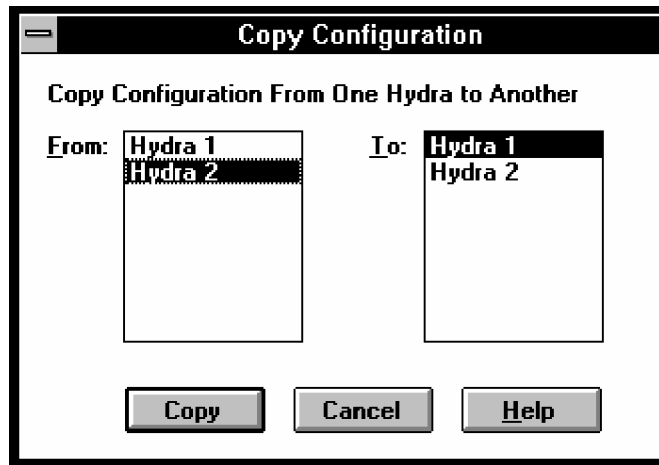 Copy Configuration
Copy Configuration From One Hydra to Another
From: Hydra 1 To: Hydra 1
Hydra 2 Hydra 2
Copy Cancel Help